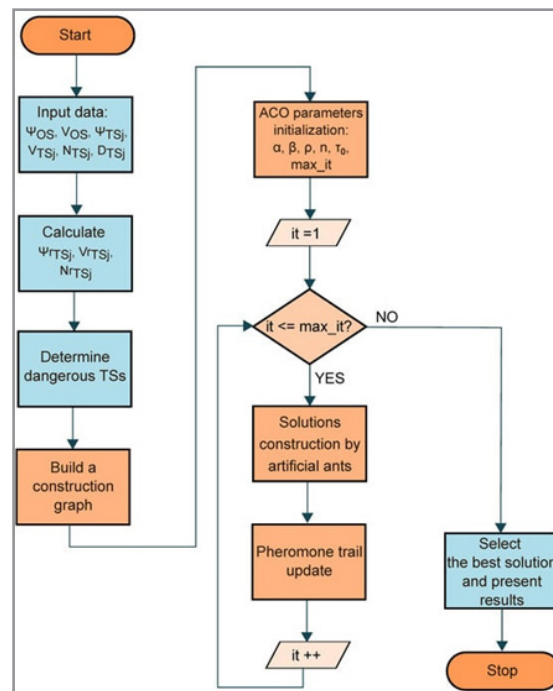 Start
Input data:
ΨOS, VOS, ΨTSj,
VTSj, NTSj, DTSj
Calculate
ΨrTSj, VrTSj,
NrTSj
Determine
dangerous TSs
Build a
construction
graph
ACO parameters
initialization:
α, β, ρ, n, τ₀,
max_it
it =1
it <= max_it?
NO
YES
Solutions
construction by
artificial ants
Pheromone trail
update
it ++
Select
the best solution
and present
results
Stop